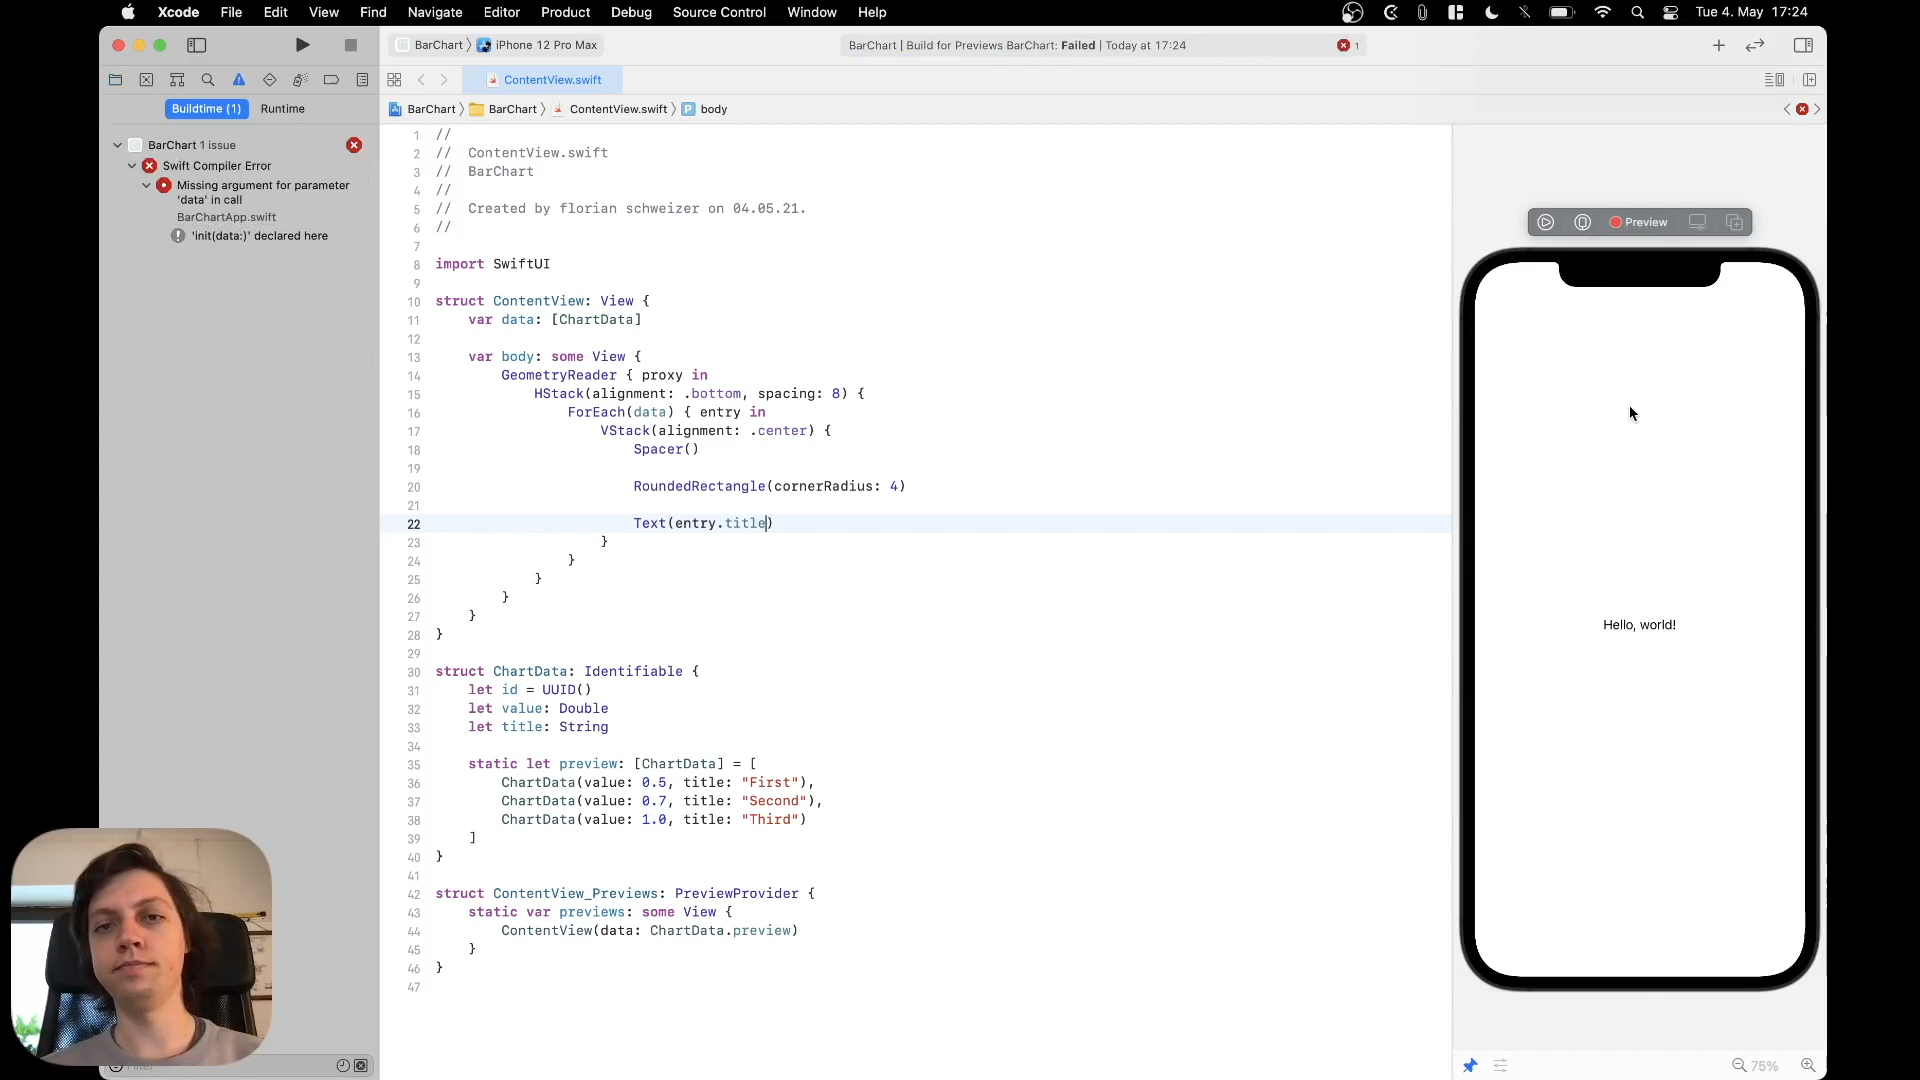 Xcode File Edit View Find Navigate Editor Product Debug Source Control Window Help Tue 4. May 17:24
BarChart iPhone 12 Pro Max
BarChart | Build for Previews BarChart: Failed | Today at 17:24 1
ContentView.swift
Buildtime (1) Runtime
BarChart BarChart ContentView.swift P body
BarChart 1 issue
Swift Compiler Error
Missing argument for parameter
'data' in call
BarChartApp.swift
'init(data:)' declared here
1 //
2 //  ContentView.swift
3 //  BarChart
4 //
5 //  Created by florian schweizer on 04.05.21.
6 //
7
8 import SwiftUI
9
10 struct ContentView: View {
11     var data: [ChartData]
12
13     var body: some View {
14         GeometryReader { proxy in
15             HStack(alignment: .bottom, spacing: 8) {
16                 ForEach(data) { entry in
17                     VStack(alignment: .center) {
18                         Spacer()
19
20                         RoundedRectangle(cornerRadius: 4)
21
22                         Text(entry.title)
23                     }
24                 }
25             }
26         }
27     }
28 }
29
30 struct ChartData: Identifiable {
31     let id = UUID()
32     let value: Double
33     let title: String
34
35     static let preview: [ChartData] = [
36         ChartData(value: 0.5, title: "First"),
37         ChartData(value: 0.7, title: "Second"),
38         ChartData(value: 1.0, title: "Third")
39     ]
40 }
41
42 struct ContentView_Previews: PreviewProvider {
43     static var previews: some View {
44         ContentView(data: ChartData.preview)
45     }
46 }
47
Preview
Hello, world!
75%